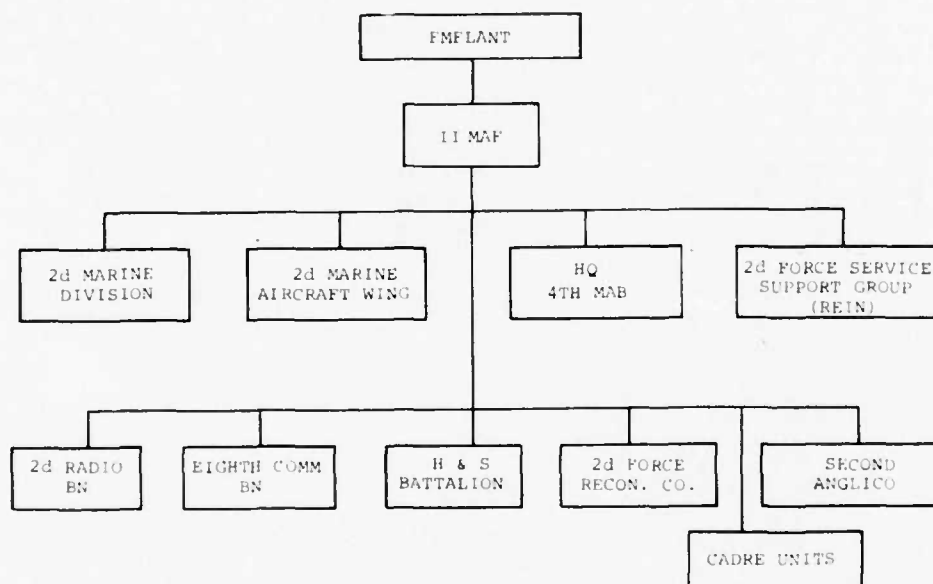 FMFLANT
II MAF
2d MARINE
DIVISION
2d MARINE
AIRCRAFT WING
HQ
4TH MAB
2d FORCE SERVICE
SUPPORT GROUP
(REIN)
2d RADIO
BN
EIGHTH COMM
BN
H & S
BATTALION
2d FORCE
RECON. CO.
SECOND
ANGLICO
CADRE UNITS